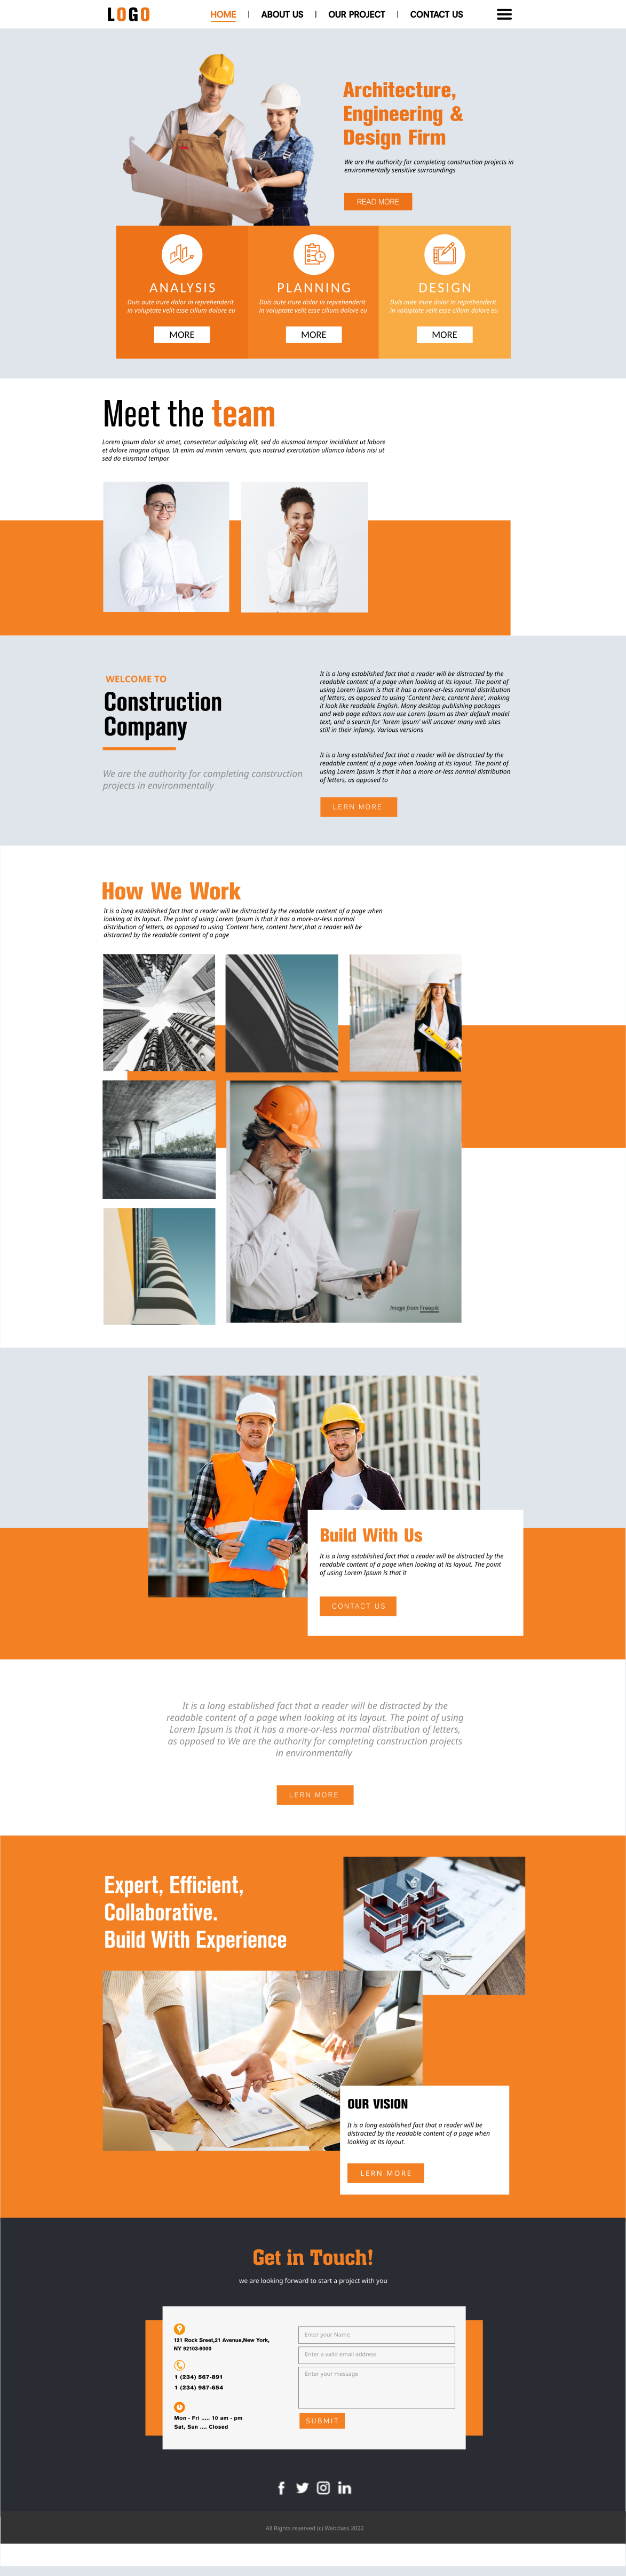 LOGO
HOME | ABOUT US | OUR PROJECT | CONTACT US
Architecture,
Engineering &
Design Firm
We are the authority for completing construction projects in
environmentally sensitive surroundings
READ MORE
ANALYSIS
Duis aute irure dolor in reprehenderit
in voluptate velit esse cillum dolore eu
MORE
PLANNING
Duis aute irure dolor in reprehenderit
in voluptate velit esse cillum dolore eu
MORE
DESIGN
Duis aute irure dolor in reprehenderit
in voluptate velit esse cillum dolore eu
MORE
Meet the team
Lorem ipsum dolor sit amet, consectetur adipiscing elit, sed do eiusmod tempor incididunt ut labore
et dolore magna aliqua. Ut enim ad minim veniam, quis nostrud exercitation ullamco laboris nisi ut
sed do eiusmod tempor
WELCOME TO
Construction
Company
We are the authority for completing construction
projects in environmentally
It is a long established fact that a reader will be distracted by the
readable content of a page when looking at its layout. The point of
using Lorem Ipsum is that it has a more-or-less normal distribution
of letters, as opposed to using 'Content here, content here', making
it look like readable English. Many desktop publishing packages
and web page editors now use Lorem Ipsum as their default model
text, and a search for 'lorem ipsum' will uncover many web sites
still in their infancy. Various versions
It is a long established fact that a reader will be distracted by the
readable content of a page when looking at its layout. The point of
using Lorem Ipsum is that it has a more-or-less normal distribution
of letters, as opposed to
LERN MORE
How We Work
It is a long established fact that a reader will be distracted by the readable content of a page when
looking at its layout. The point of using Lorem Ipsum is that it has a more-or-less normal
distribution of letters, as opposed to using 'Content here, content here',that a reader will be
distracted by the readable content of a page
Image from Freepik
Build With Us
It is a long established fact that a reader will be distracted by the
readable content of a page when looking at its layout. The point
of using Lorem Ipsum is that it
CONTACT US
It is a long established fact that a reader will be distracted by the
readable content of a page when looking at its layout. The point of using
Lorem Ipsum is that it has a more-or-less normal distribution of letters,
as opposed to We are the authority for completing construction projects
in environmentally
LERN MORE
Expert, Efficient,
Collaborative.
Build With Experience
OUR VISION
It is a long established fact that a reader will be
distracted by the readable content of a page when
looking at its layout.
LERN MORE
Get in Touch!
we are looking forward to start a project with you
121 Rock Sreet,21 Avenue,New York,
NY 92103-9000
1 (234) 567-891
1 (234) 987-654
Mon - Fri ..... 10 am - pm
Sat, Sun .... Closed
Enter your Name
Enter a valid email address
Enter your message
SUBMIT
All Rights reserved (c) Webclass 2022